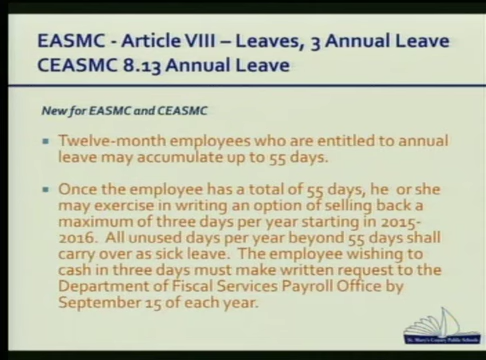 EASMC - Article VIII – Leaves, 3 Annual Leave
CEASMC 8.13 Annual Leave
New for EASMC and CEASMC
Twelve-month employees who are entitled to annual
leave may accumulate up to 55 days.
Once the employee has a total of 55 days, he or she
may exercise in writing an option of selling back a
maximum of three days per year starting in 2015-
2016. All unused days per year beyond 55 days shall
carry over as sick leave. The employee wishing to
cash in three days must make written request to the
Department of Fiscal Services Payroll Office by
September 15 of each year.
St. Mary's County Public Schools